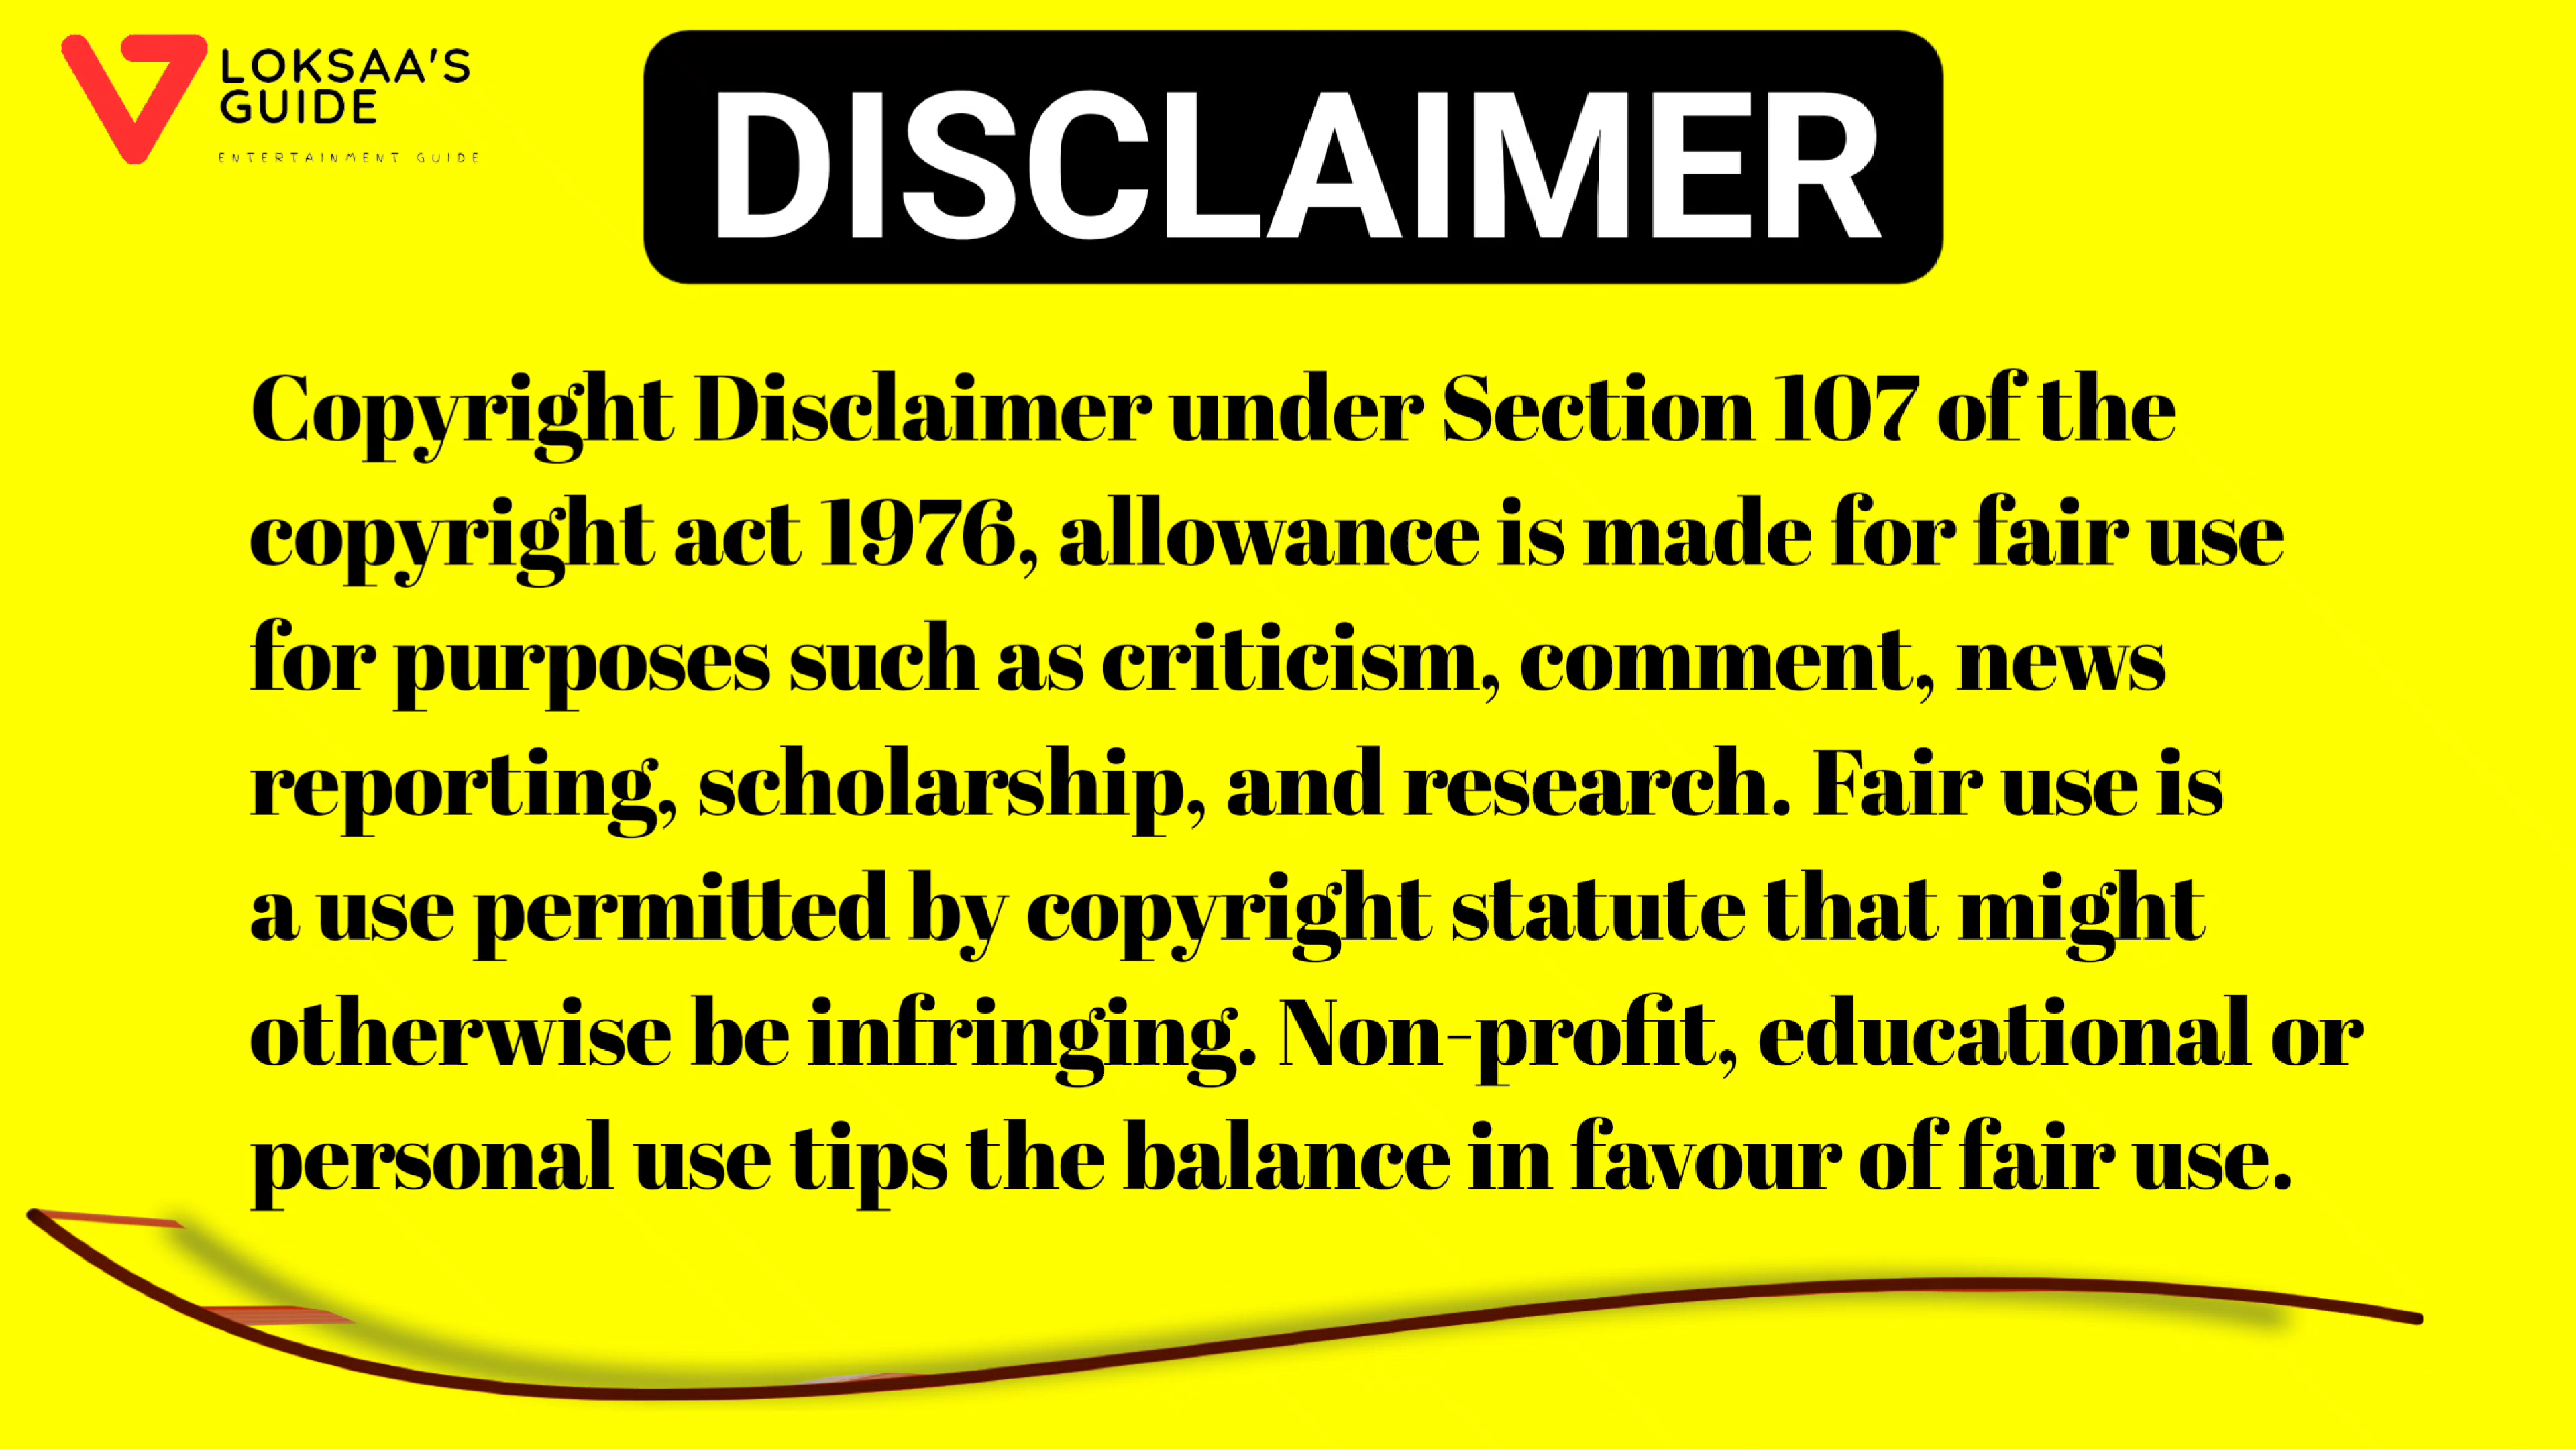 LOKSAA'S
GUIDE
ENTERTAINMENT GUIDE
DISCLAIMER
Copyright Disclaimer under Section 107 of the
copyright act 1976, allowance is made for fair use
for purposes such as criticism, comment, news
reporting, scholarship, and research. Fair use is
a use permitted by copyright statute that might
otherwise be infringing. Non-profit, educational or
personal use tips the balance in favour of fair use.